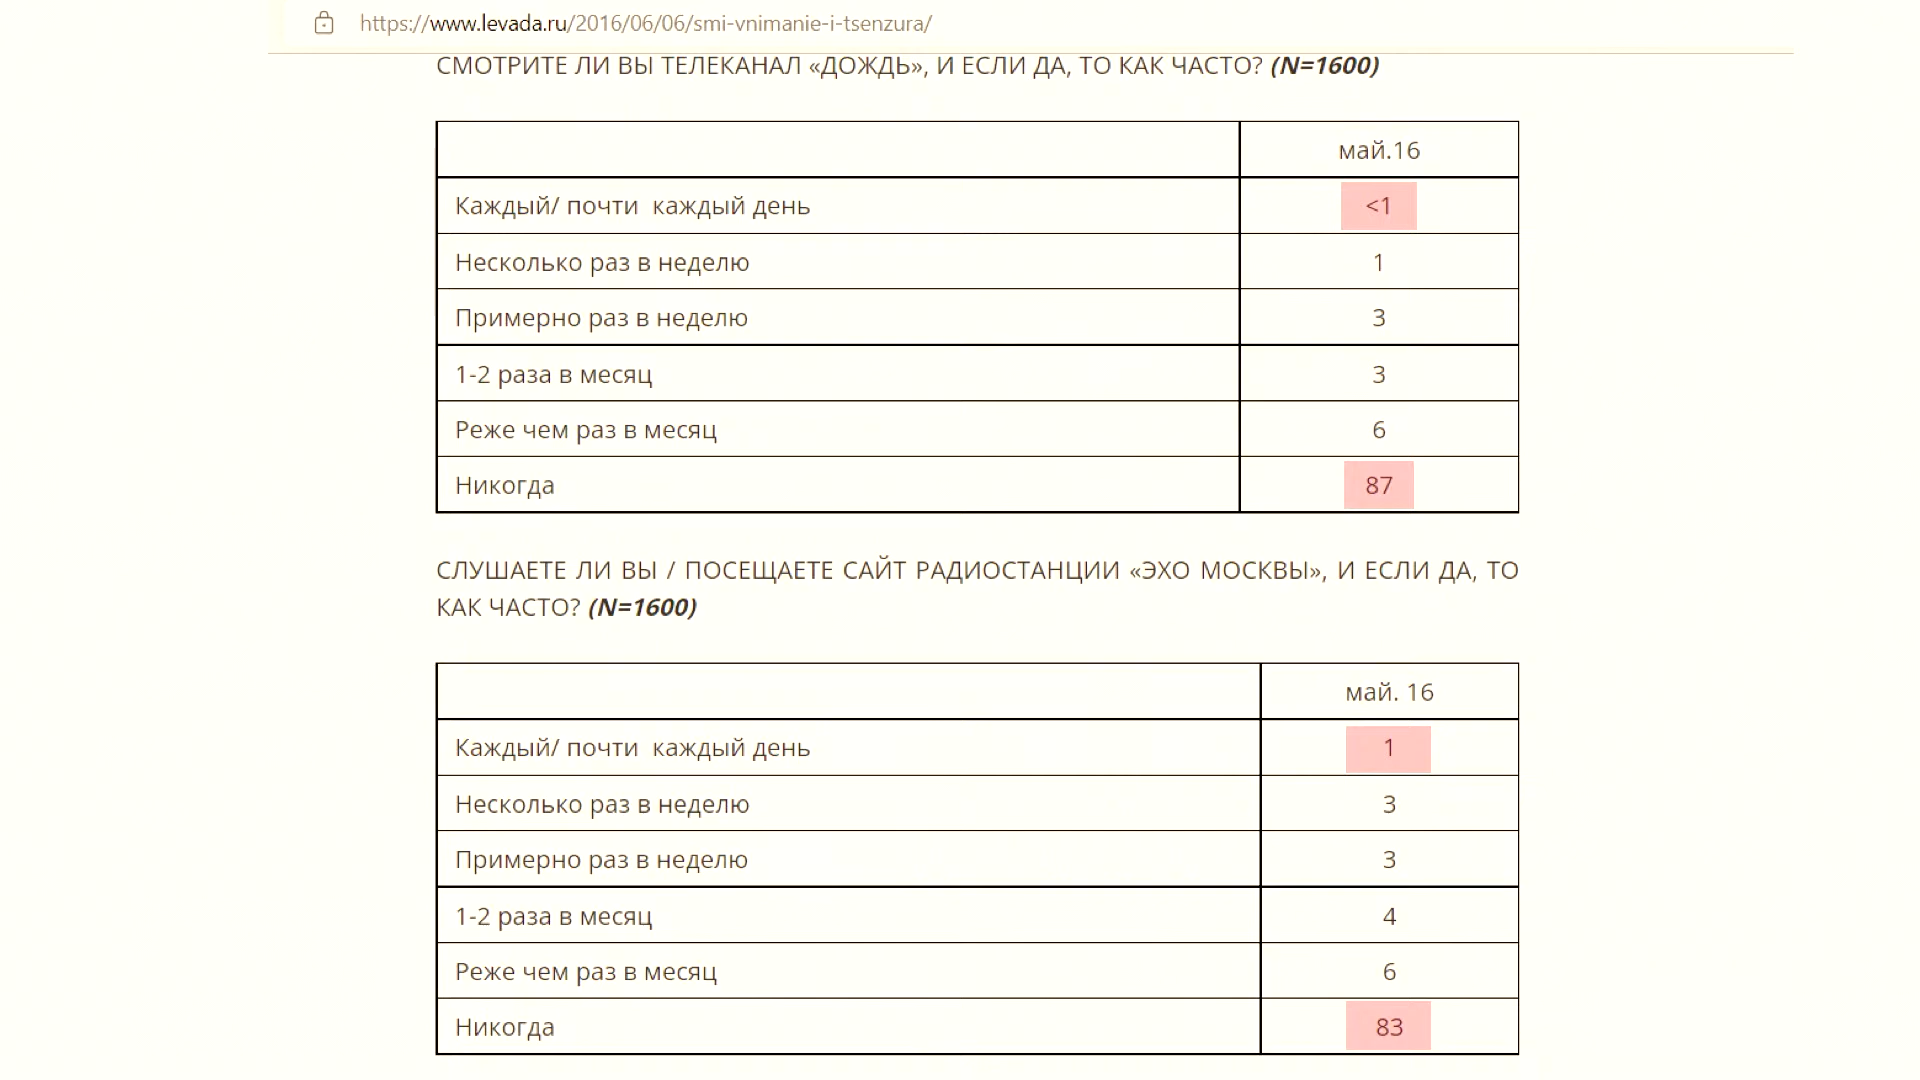 https://www.levada.ru/2016/06/06/smi-vnimanie-i-tsenzura/
СМОТРИТЕ ЛИ ВЫ ТЕЛЕКАНАЛ «ДОЖДЬ», И ЕСЛИ ДА, ТО КАК ЧАСТО? (N=1600)
май.16
Каждый/ почти каждый день <1
Несколько раз в неделю 1
Примерно раз в неделю 3
1-2 раза в месяц 3
Реже чем раз в месяц 6
Никогда 87
СЛУШАЕТЕ ЛИ ВЫ / ПОСЕЩАЕТЕ САЙТ РАДИОСТАНЦИИ «ЭХО МОСКВЫ», И ЕСЛИ ДА, ТО
КАК ЧАСТО? (N=1600)
май. 16
Каждый/ почти каждый день 1
Несколько раз в неделю 3
Примерно раз в неделю 3
1-2 раза в месяц 4
Реже чем раз в месяц 6
Никогда 83